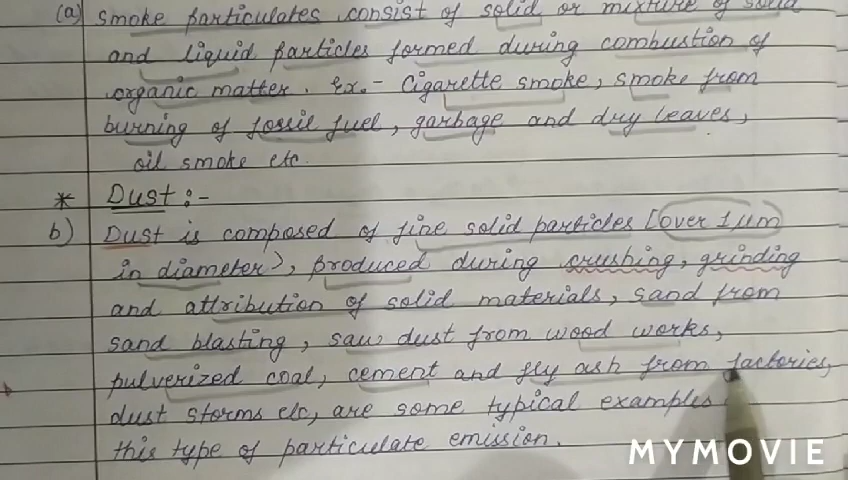 (a) smoke particulates consist of solid or mixture of solid
and liquid particles formed during combustion of
organic matter. Ex.- Cigarette smoke, smoke from
burning of fossil fuel, garbage and dry leaves,
oil smoke etc.
* Dust :-
b) Dust is composed of fine solid particles [over 1 μm
in diameter), produced during crushing, grinding
and attribution of solid materials, sand from
sand blasting, saw dust from wood works,
pulverized coal, cement and fly ash from factories,
dust storms etc, are some typical examples
this type of particulate emission.
MYMOVIE